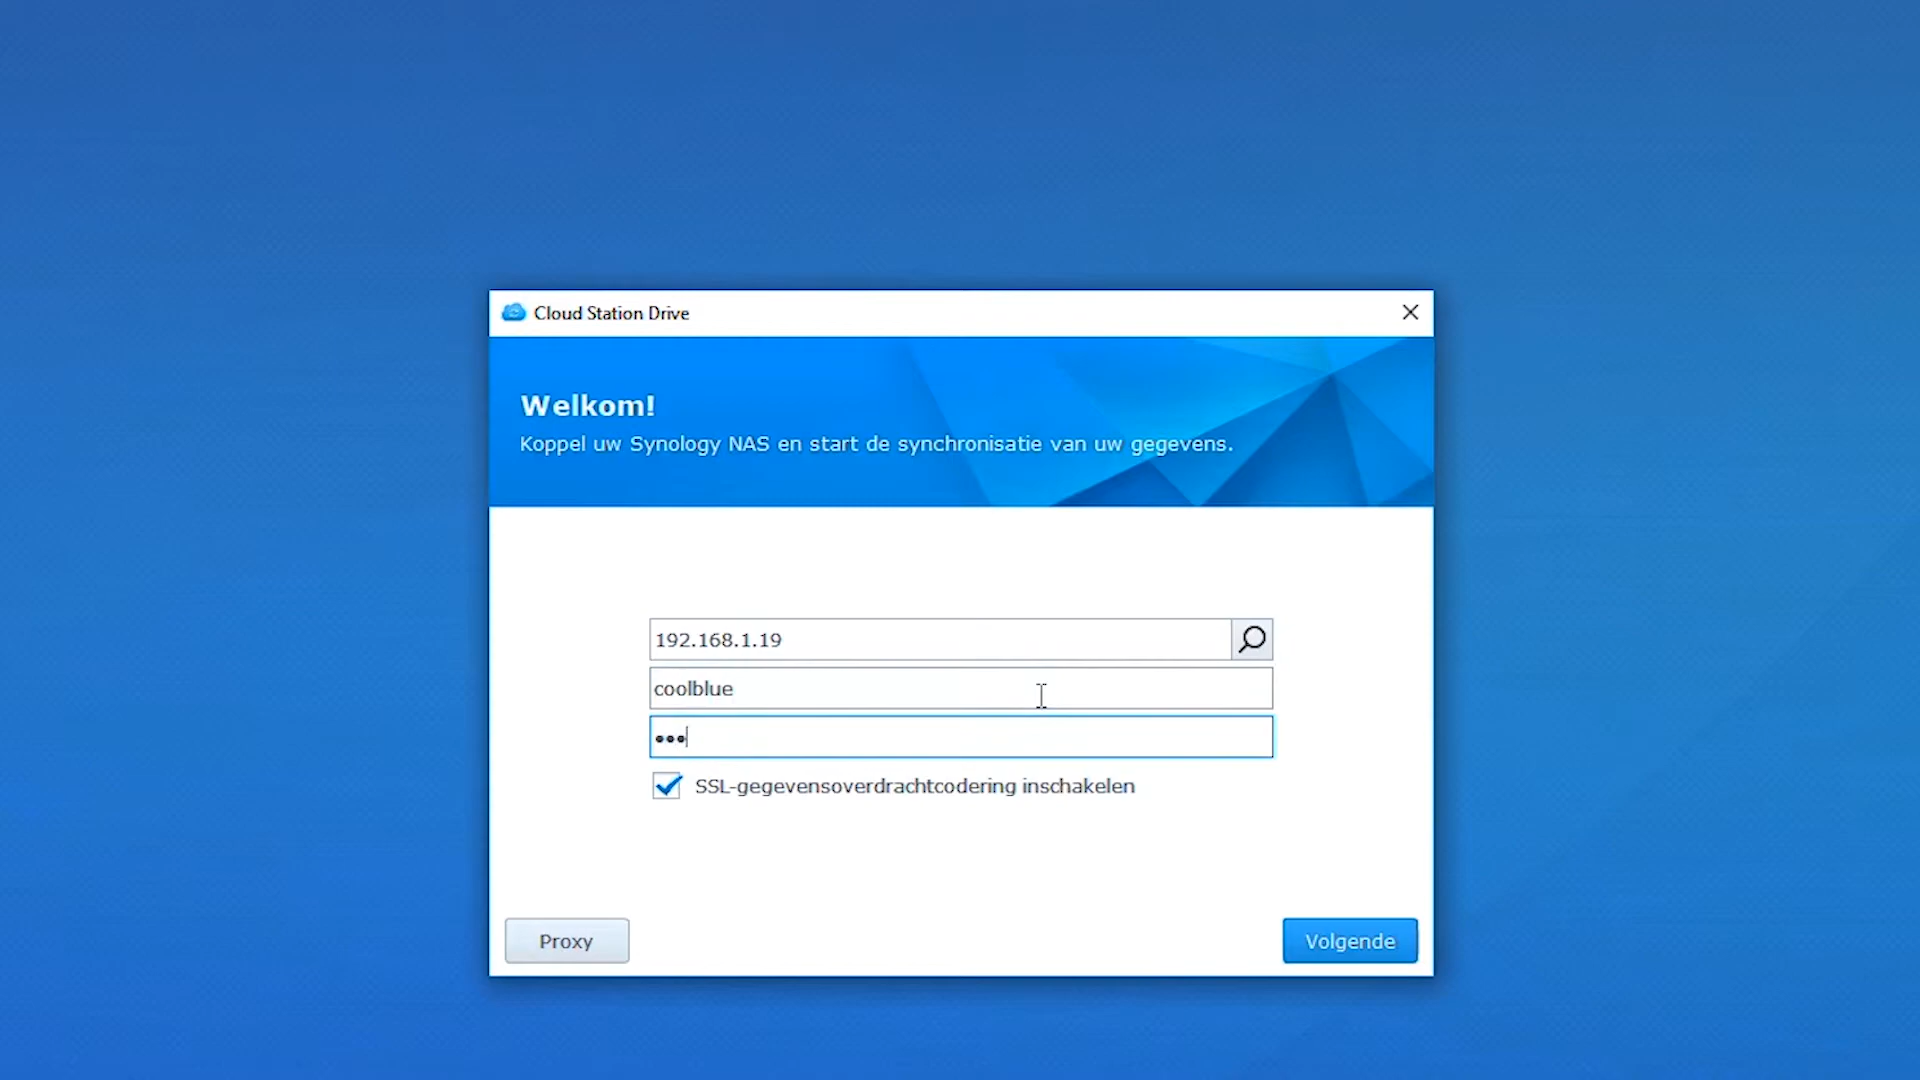 Cloud Station Drive
Welkom!
Koppel uw Synology NAS en start de synchronisatie van uw gegevens.
192.168.1.19
coolblue
•••
SSL-gegevensoverdrachtcodering inschakelen
Proxy
Volgende